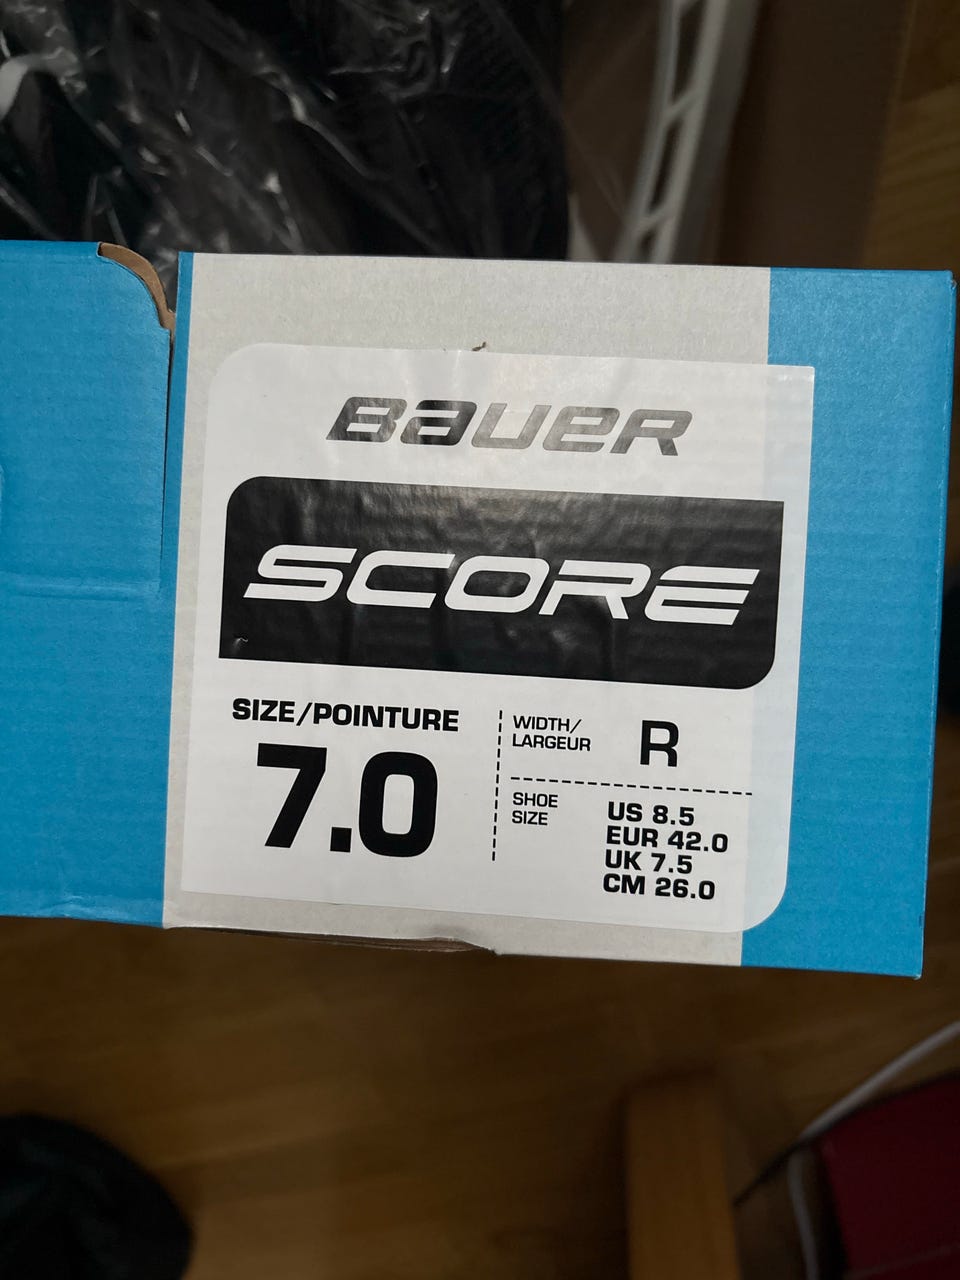 BAUER
SCORE
SIZE/POINTURE
7.0
WIDTH/
LARGEUR
R
SHOE
SIZE
US 8.5
EUR 42.0
UK 7.5
CM 26.0